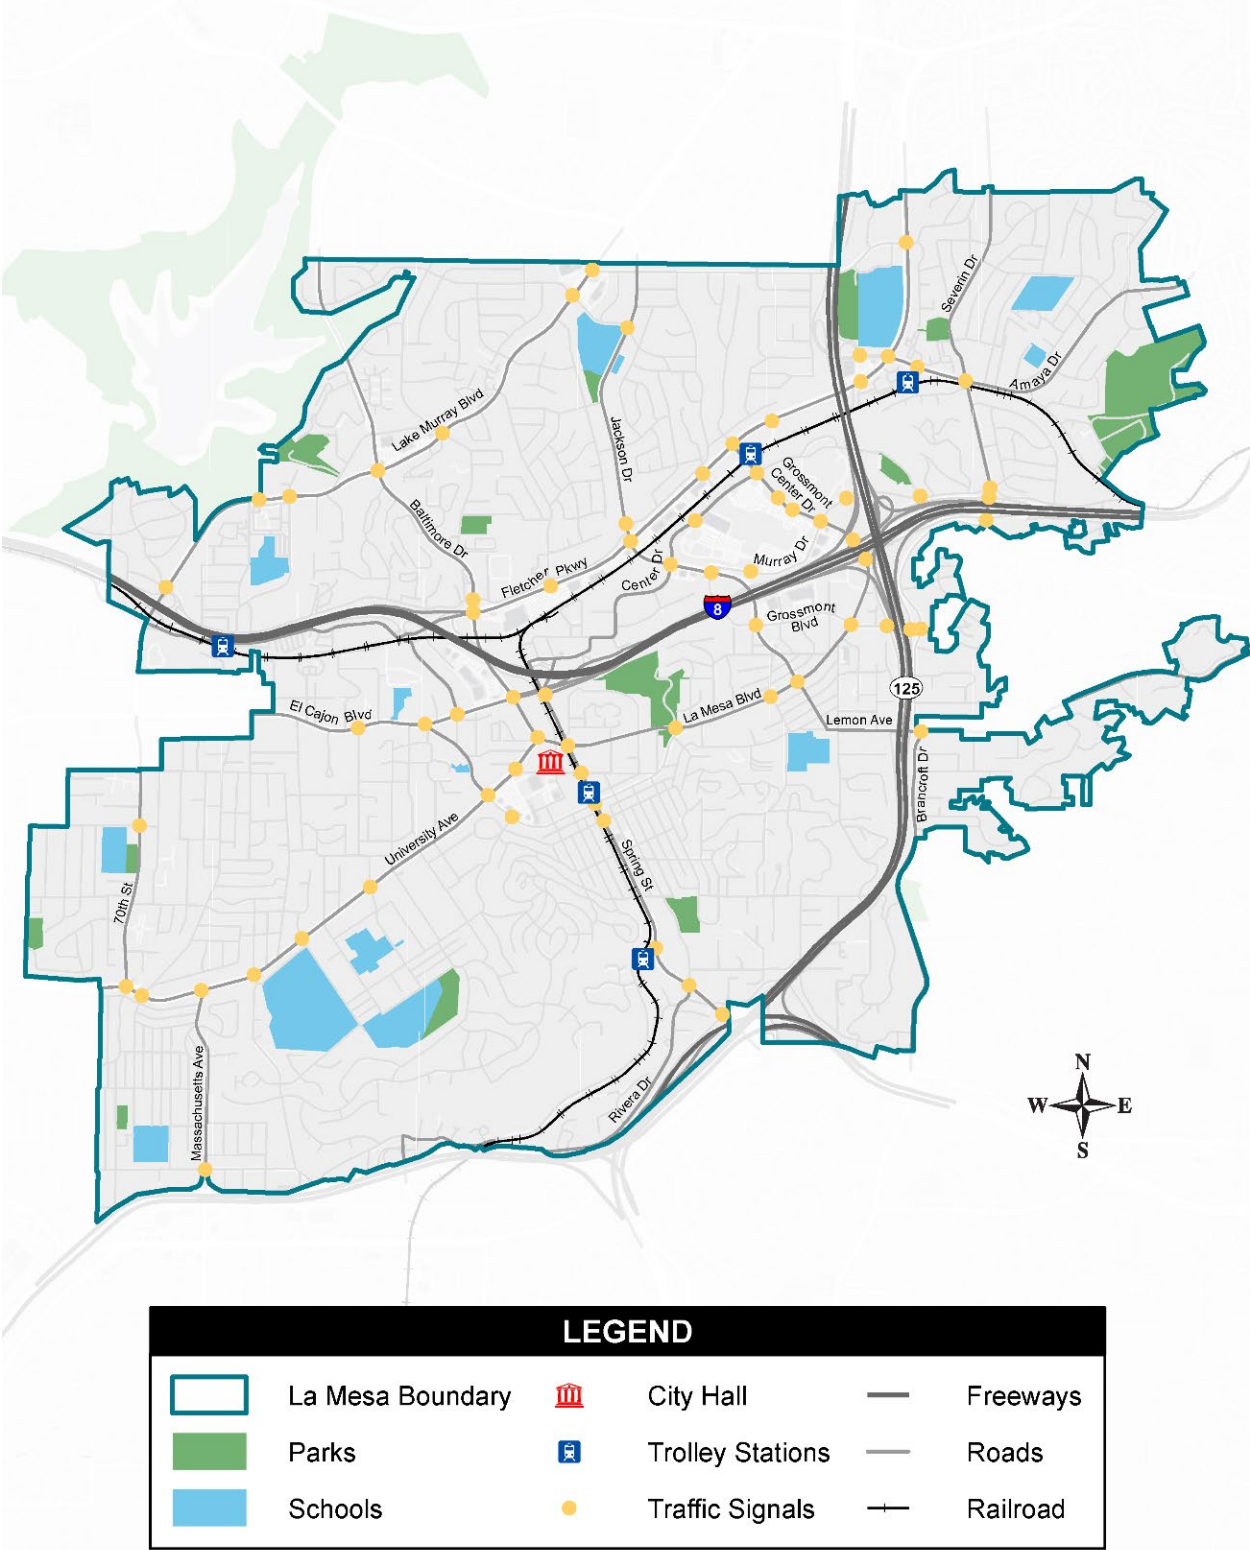 Severin Dr
Amaya Dr
Lake Murray Blvd
Jackson Dr
Grossmont
Center Dr
Baltimore Dr
Murray Dr
Fletcher Pkwy
Center Dr
8
Grossmont
Blvd
125
La Mesa Blvd
El Cajon Blvd
Lemon Ave
Brancroft Dr
University Ave
Spring St
70th St
Massachusetts Ave
Rivera Dr
N
W E
S
LEGEND
La Mesa Boundary
City Hall
Freeways
Parks
Trolley Stations
Roads
Schools
Traffic Signals
Railroad